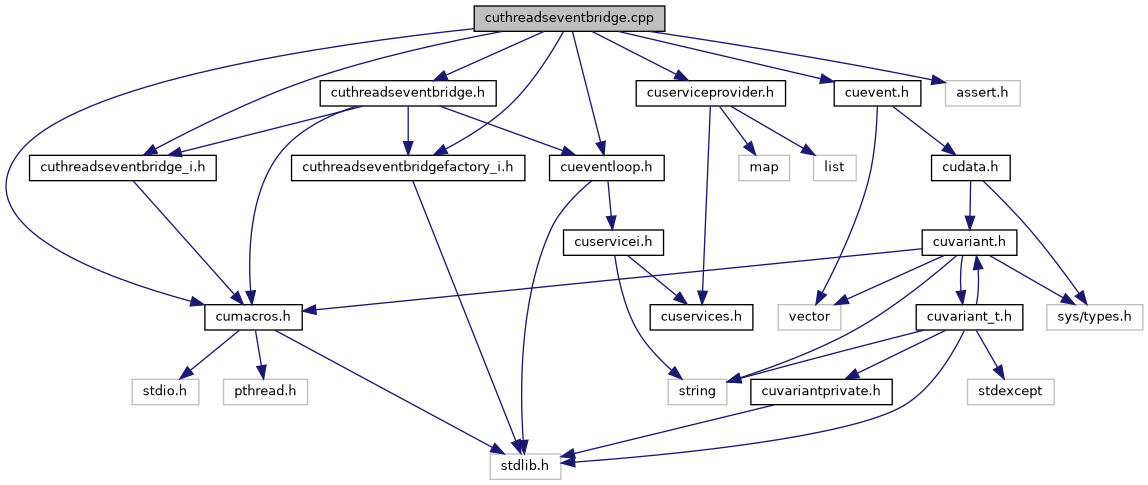 cuthreadseventbridge.cpp
cuthreadseventbridge.h
cuserviceprovider.h
cuevent.h
assert.h
cuthreadseventbridge_i.h
cuthreadseventbridgefactory_i.h
cueventloop.h
map
list
cudata.h
cuservicei.h
cuvariant.h
cumacros.h
cuservices.h
vector
cuvariant_t.h
sys/types.h
stdio.h
pthread.h
string
cuvariantprivate.h
stdexcept
stdlib.h